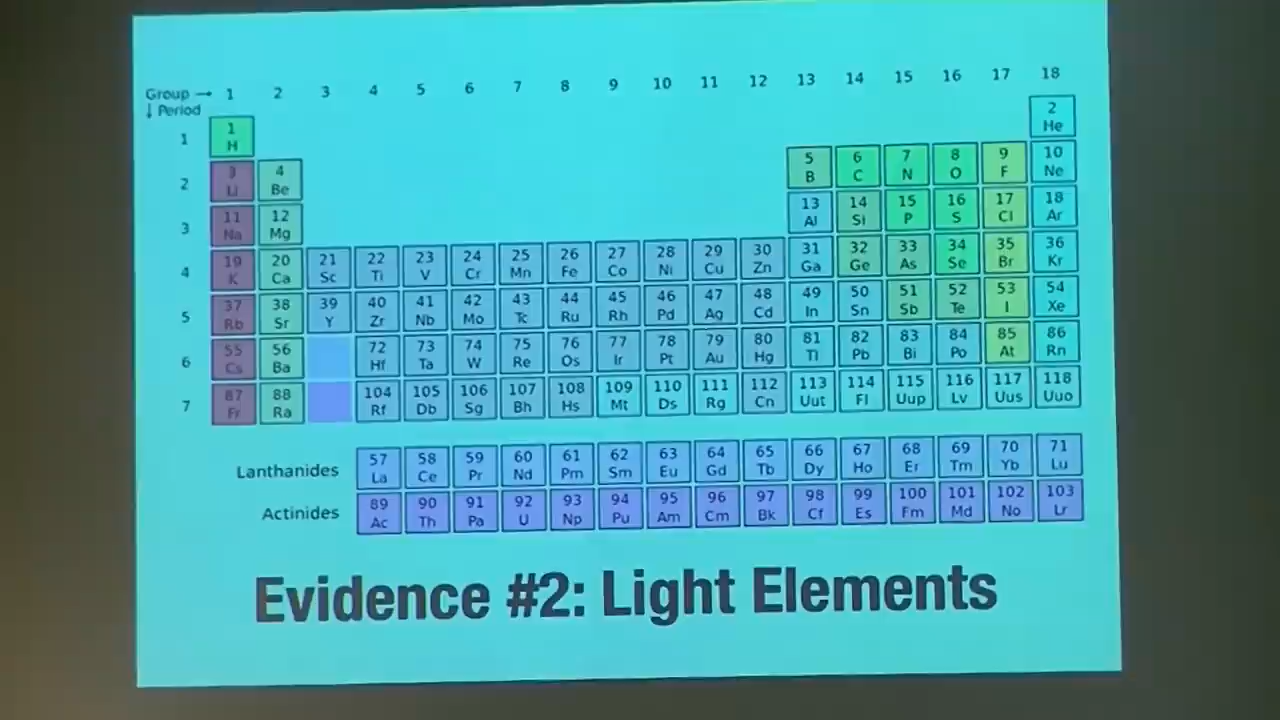 Group → 1 2 3 4 5 6 7 8 9 10 11 12 13 14 15 16 17 18
↓ Period
1 1 H 2 He
2 3 Li 4 Be 5 B 6 C 7 N 8 O 9 F 10 Ne
3 11 Na 12 Mg 13 Al 14 Si 15 P 16 S 17 Cl 18 Ar
4 19 K 20 Ca 21 Sc 22 Ti 23 V 24 Cr 25 Mn 26 Fe 27 Co 28 Ni 29 Cu 30 Zn 31 Ga 32 Ge 33 As 34 Se 35 Br 36 Kr
5 37 Rb 38 Sr 39 Y 40 Zr 41 Nb 42 Mo 43 Tc 44 Ru 45 Rh 46 Pd 47 Ag 48 Cd 49 In 50 Sn 51 Sb 52 Te 53 I 54 Xe
6 55 Cs 56 Ba 72 Hf 73 Ta 74 W 75 Re 76 Os 77 Ir 78 Pt 79 Au 80 Hg 81 Tl 82 Pb 83 Bi 84 Po 85 At 86 Rn
7 87 Fr 88 Ra 104 Rf 105 Db 106 Sg 107 Bh 108 Hs 109 Mt 110 Ds 111 Rg 112 Cn 113 Uut 114 Fl 115 Uup 116 Lv 117 Uus 118 Uuo
Lanthanides 57 La 58 Ce 59 Pr 60 Nd 61 Pm 62 Sm 63 Eu 64 Gd 65 Tb 66 Dy 67 Ho 68 Er 69 Tm 70 Yb 71 Lu
Actinides 89 Ac 90 Th 91 Pa 92 U 93 Np 94 Pu 95 Am 96 Cm 97 Bk 98 Cf 99 Es 100 Fm 101 Md 102 No 103 Lr
Evidence #2: Light Elements